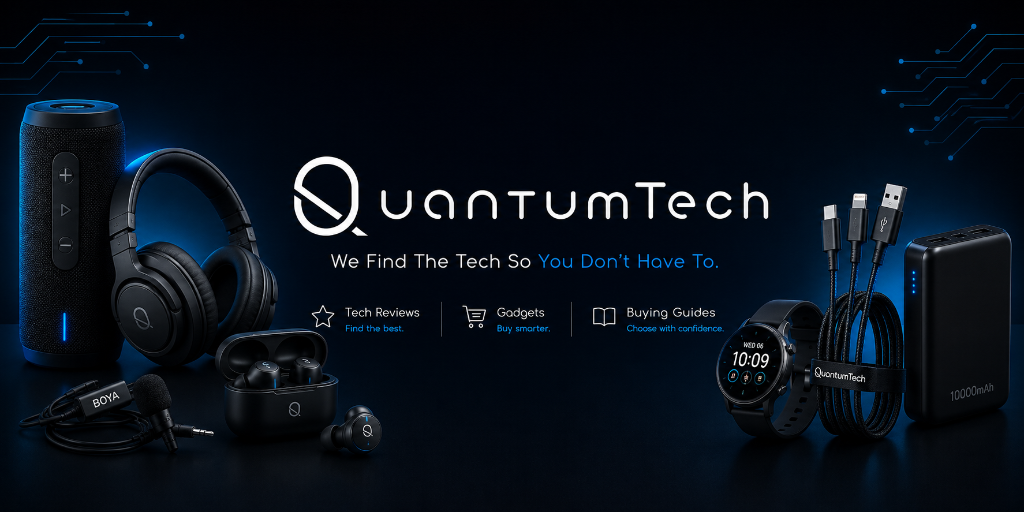 QuantumTech
We Find The Tech So You Don't Have To.
Tech Reviews
Find the best.
Gadgets
Buy smarter.
Buying Guides
Choose with confidence.
BOYA
WED 06
10:09
QuantumTech
10000mAh